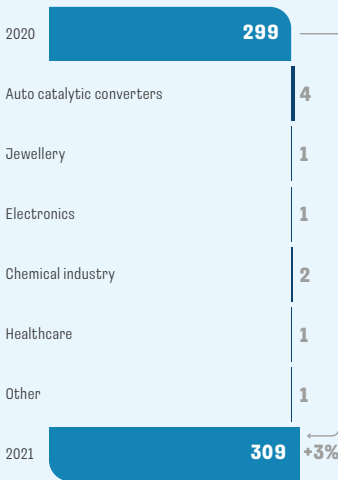 2020 299
Auto catalytic converters 4
Jewellery 1
Electronics 1
Chemical industry 2
Healthcare 1
Other 1
2021 309 +3%